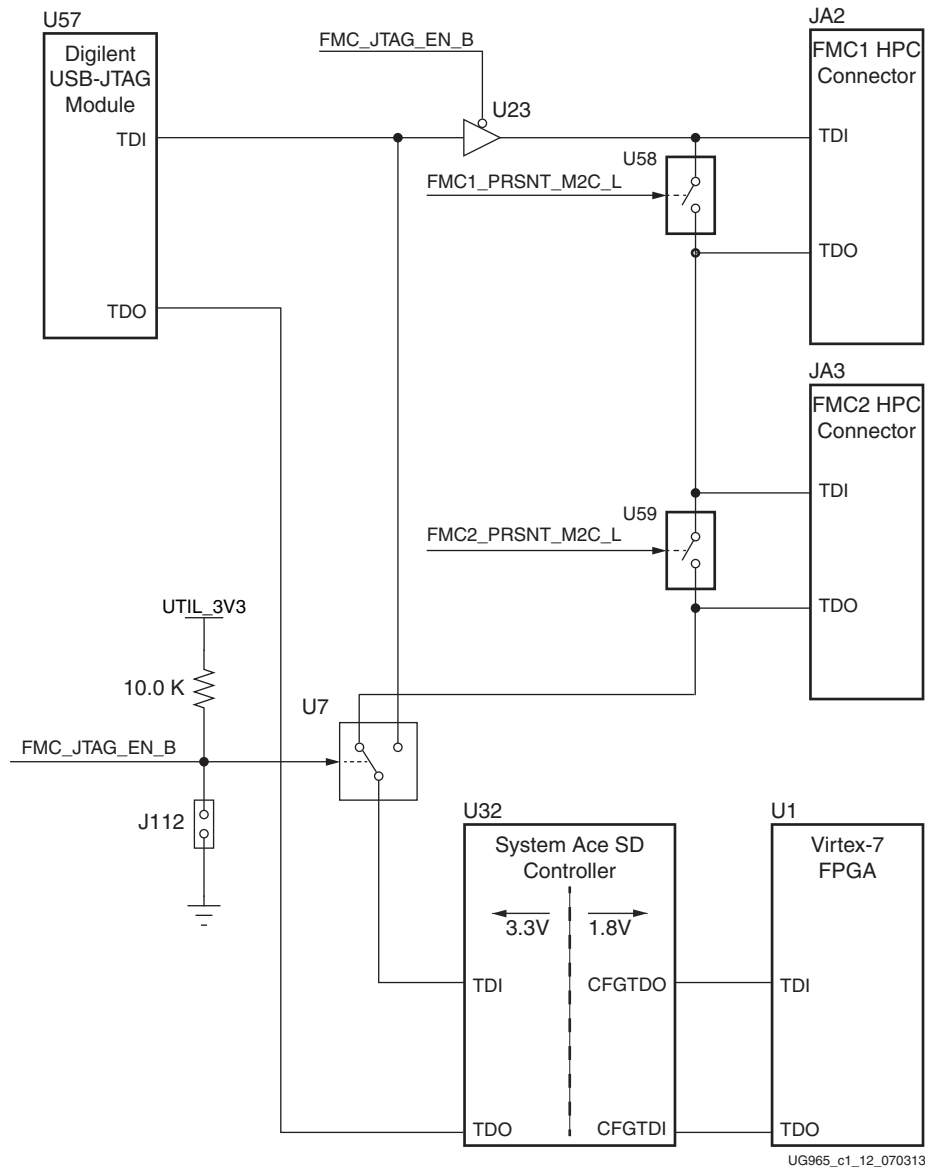 U57
Digilent
USB-JTAG
Module
TDI
TDO
FMC_JTAG_EN_B
U23
JA2
FMC1 HPC
Connector
TDI
TDO
U58
FMC1_PRSNT_M2C_L
JA3
FMC2 HPC
Connector
TDI
TDO
U59
FMC2_PRSNT_M2C_L
UTIL_3V3
10.0 K
U7
FMC_JTAG_EN_B
J112
U32
System Ace SD
Controller
3.3V
1.8V
TDI
CFGTDO
TDO
CFGTDI
U1
Virtex-7
FPGA
TDI
TDO
UG965_c1_12_070313